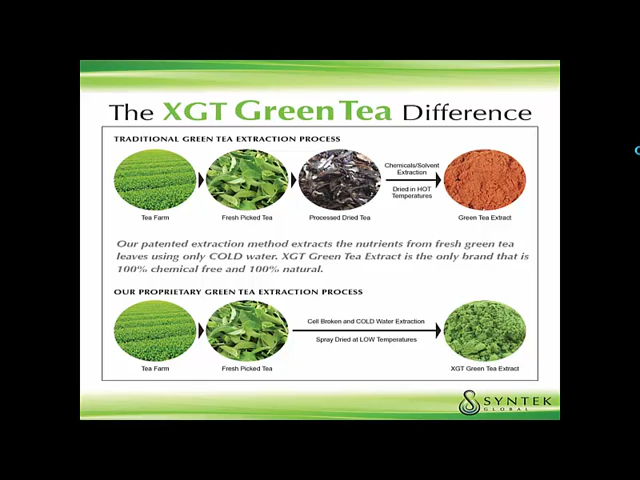 The XGT Green Tea Difference
TRADITIONAL GREEN TEA EXTRACTION PROCESS
Chemicals/Solvent
Extraction
Dried in HOT
Temperatures
Tea Farm
Fresh Picked Tea
Processed Dried Tea
Green Tea Extract
Our patented extraction method extracts the nutrients from fresh green tea
leaves using only COLD water. XGT Green Tea Extract is the only brand that is
100% chemical free and 100% natural.
OUR PROPRIETARY GREEN TEA EXTRACTION PROCESS
Cell Broken and COLD Water Extraction
Spray Dried at LOW Temperatures
Tea Farm
Fresh Picked Tea
XGT Green Tea Extract
SYNTEK
GLOBAL